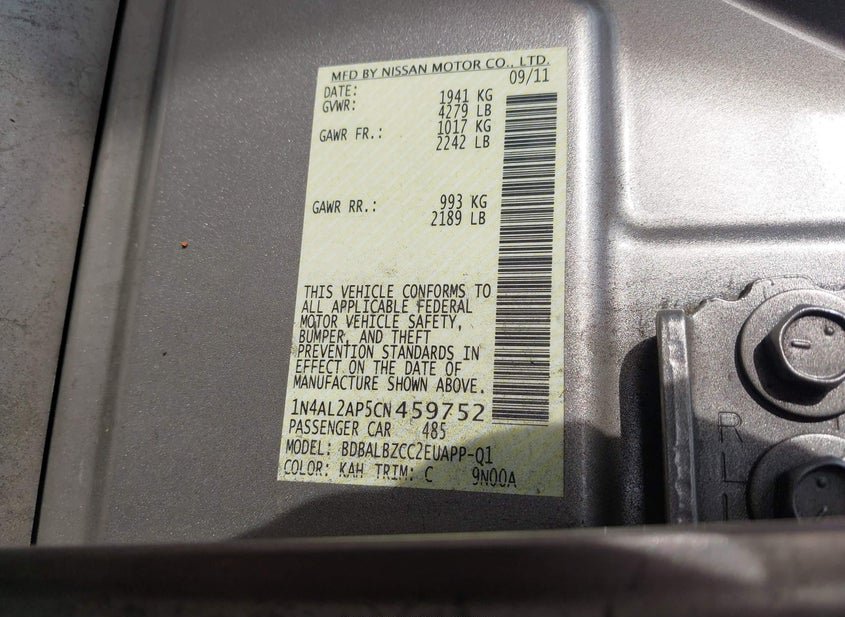 MFD BY NISSAN MOTOR CO., LTD.
DATE: 09/11
GVWR: 1941 KG
4279 LB
GAWR FR.: 1017 KG
2242 LB
GAWR RR.: 993 KG
2189 LB
THIS VEHICLE CONFORMS TO
ALL APPLICABLE FEDERAL
MOTOR VEHICLE SAFETY,
BUMPER, AND THEFT
PREVENTION STANDARDS IN
EFFECT ON THE DATE OF
MANUFACTURE SHOWN ABOVE.
1N4AL2AP5CN459752
PASSENGER CAR 485
MODEL: BDBALBZCC2EUAPP-Q1
COLOR: KAH TRIM: C 9N00A
R
L